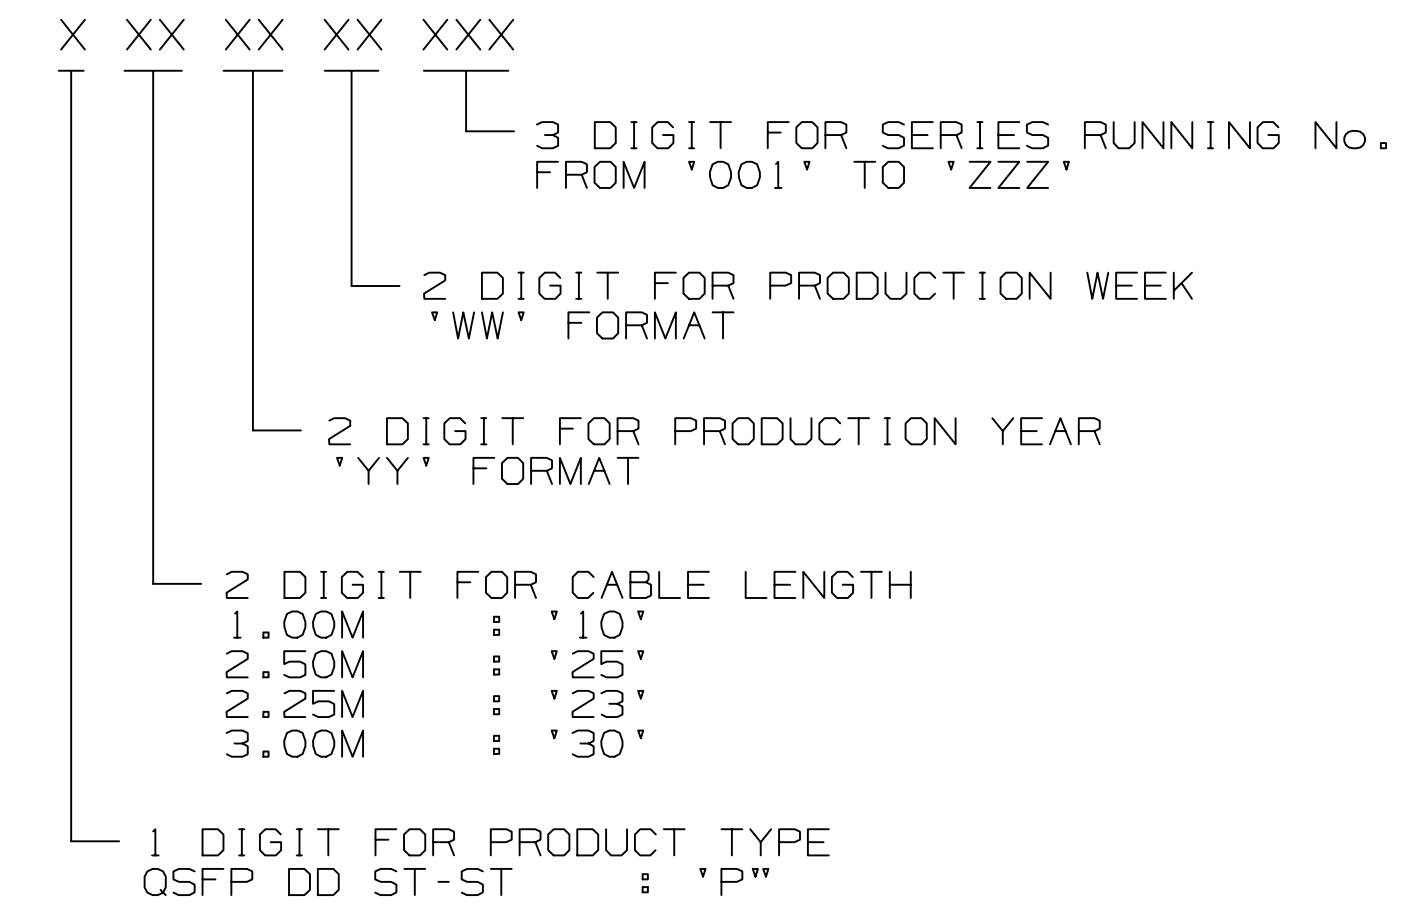 X XX XX XX XXX
3 DIGIT FOR SERIES RUNNING No.
FROM '001' TO 'ZZZ'
2 DIGIT FOR PRODUCTION WEEK
'WW' FORMAT
2 DIGIT FOR PRODUCTION YEAR
'YY' FORMAT
2 DIGIT FOR CABLE LENGTH
1.00M : '10'
2.50M : '25'
2.25M : '23'
3.00M : '30'
1 DIGIT FOR PRODUCT TYPE
QSFP DD ST-ST : 'P"